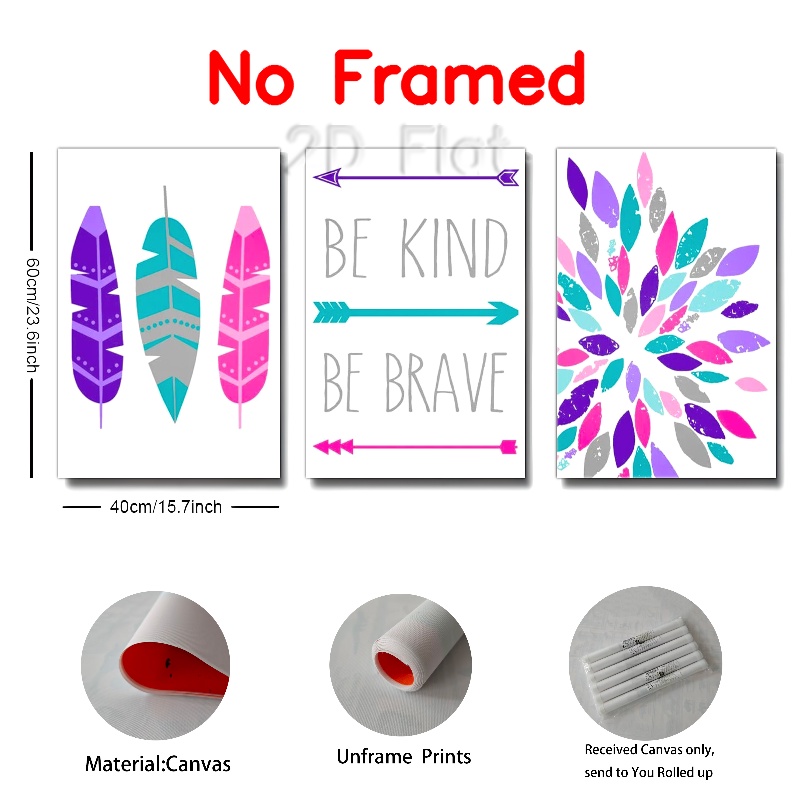 No Framed
2D Flat
60cm/23.6inch
BE KIND
BE BRAVE
40cm/15.7inch
Material:Canvas
Unframe Prints
Received Canvas only,
send to You Rolled up